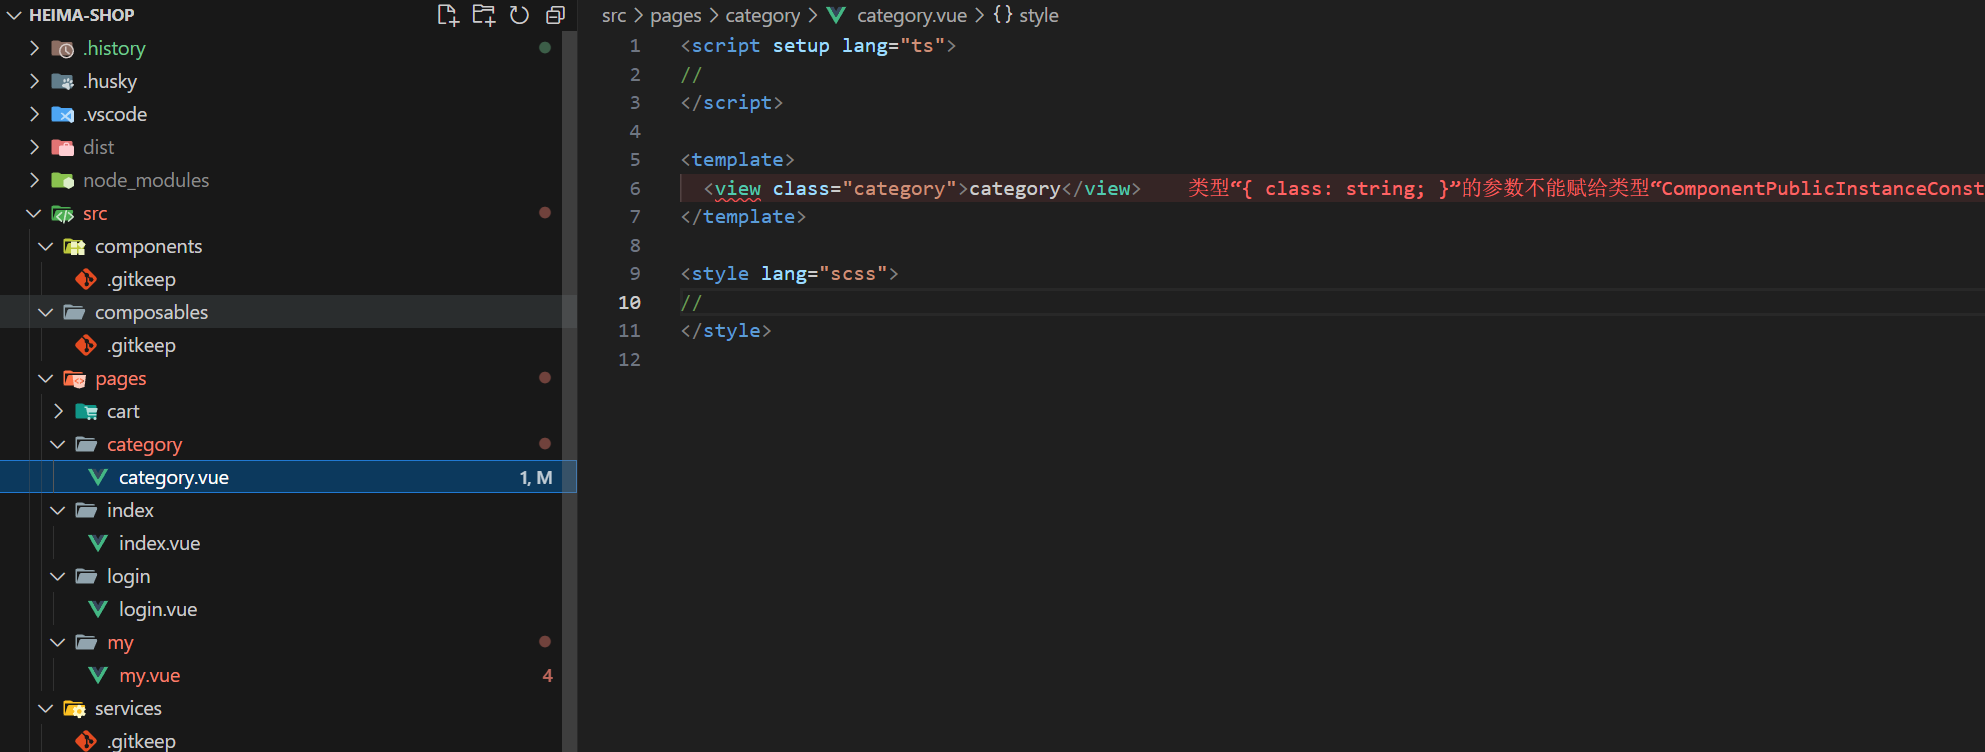 HEIMA-SHOP
.history
.husky
.vscode
dist
node_modules
src
components
.gitkeep
composables
.gitkeep
pages
cart
category
category.vue 1, M
index
index.vue
login
login.vue
my
my.vue 4
services
.gitkeep
src > pages > category > category.vue > {} style
1 <script setup lang="ts">
2 //
3 </script>
4
5 <template>
6 <view class="category">category</view> 类型“{ class: string; }”的参数不能赋给类型“ComponentPublicInstanceConst
7 </template>
8
9 <style lang="scss">
10 //
11 </style>
12